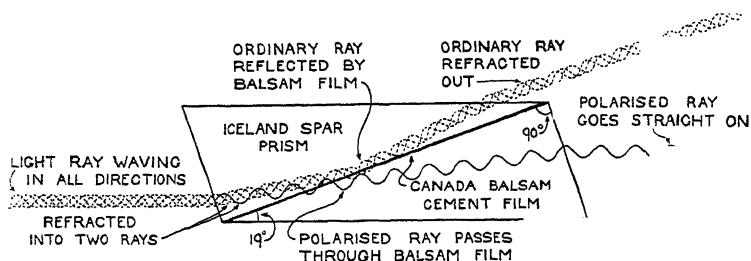 ORDINARY RAY
REFLECTED BY
BALSAM FILM
ORDINARY RAY
REFRACTED
OUT
POLARISED RAY
GOES STRAIGHT ON
ICELAND SPAR
PRISM
90°
LIGHT RAY WAVING
IN ALL DIRECTIONS
CANADA BALSAM
CEMENT FILM
REFRACTED
INTO TWO RAYS
19°
POLARISED RAY PASSES
THROUGH BALSAM FILM